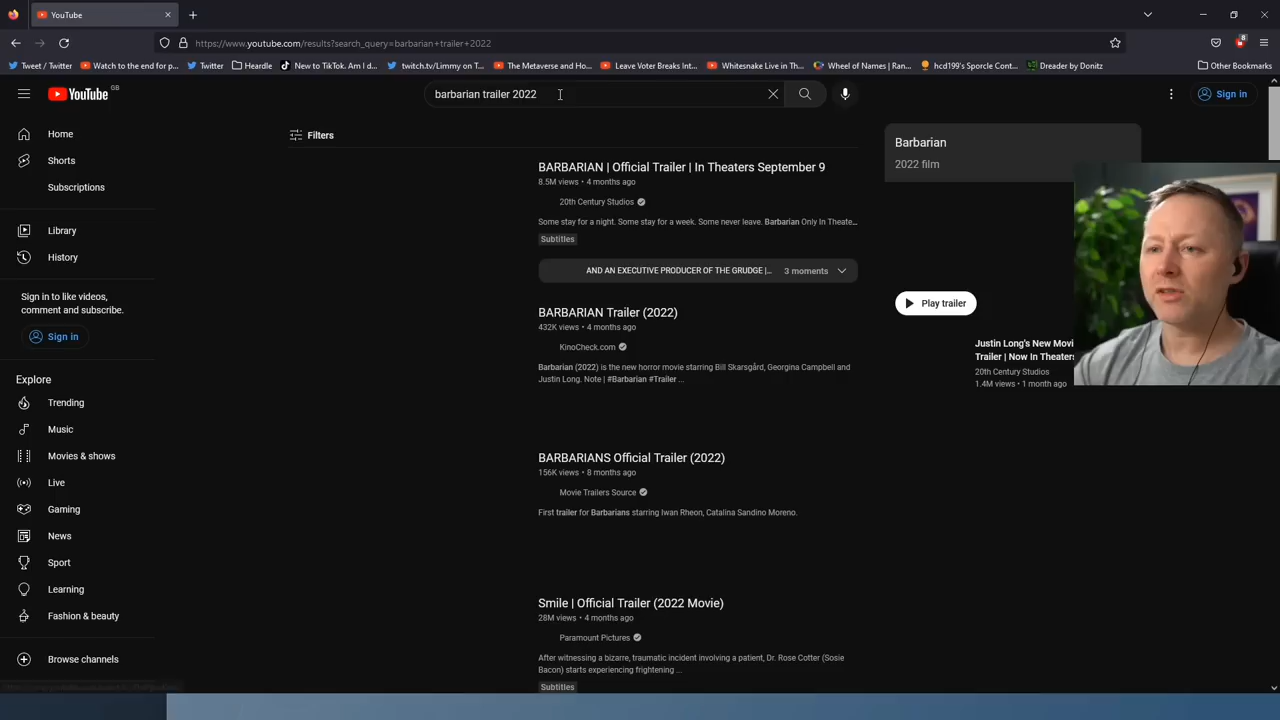 YouTube
https://www.youtube.com/results?search_query=barbarian+trailer+2022
8
Tweet / Twitter
Watch to the end for p...
Twitter
Heardle
New to TikTok. Am I d...
twitch.tv/Limmy on T...
The Metaverse and Ho...
Leave Voter Breaks Int...
Whitesnake Live in Th...
Wheel of Names | Ran...
hcd199's Sporcle Cont...
Dreader by Donitz
Other Bookmarks
YouTube GB
barbarian trailer 2022
Sign in
Home
Shorts
Subscriptions
Library
History
Sign in to like videos,
comment and subscribe.
Sign in
Explore
Trending
Music
Movies & shows
Live
Gaming
News
Sport
Learning
Fashion & beauty
Browse channels
Filters
BARBARIAN | Official Trailer | In Theaters September 9
8.5M views • 4 months ago
20th Century Studios
Some stay for a night. Some stay for a week. Some never leave. Barbarian Only In Theate...
Subtitles
AND AN EXECUTIVE PRODUCER OF THE GRUDGE |...
3 moments
BARBARIAN Trailer (2022)
432K views • 4 months ago
KinoCheck.com
Barbarian (2022) is the new horror movie starring Bill Skarsgård, Georgina Campbell and
Justin Long. Note | #Barbarian #Trailer ...
BARBARIANS Official Trailer (2022)
156K views • 8 months ago
Movie Trailers Source
First trailer for Barbarians starring Iwan Rheon, Catalina Sandino Moreno.
Smile | Official Trailer (2022 Movie)
28M views • 4 months ago
Paramount Pictures
After witnessing a bizarre, traumatic incident involving a patient, Dr. Rose Cotter (Sosie
Bacon) starts experiencing frightening ...
Subtitles
Barbarian
2022 film
Play trailer
Justin Long's New Movi
Trailer | Now In Theaters
20th Century Studios
1.4M views • 1 month ago